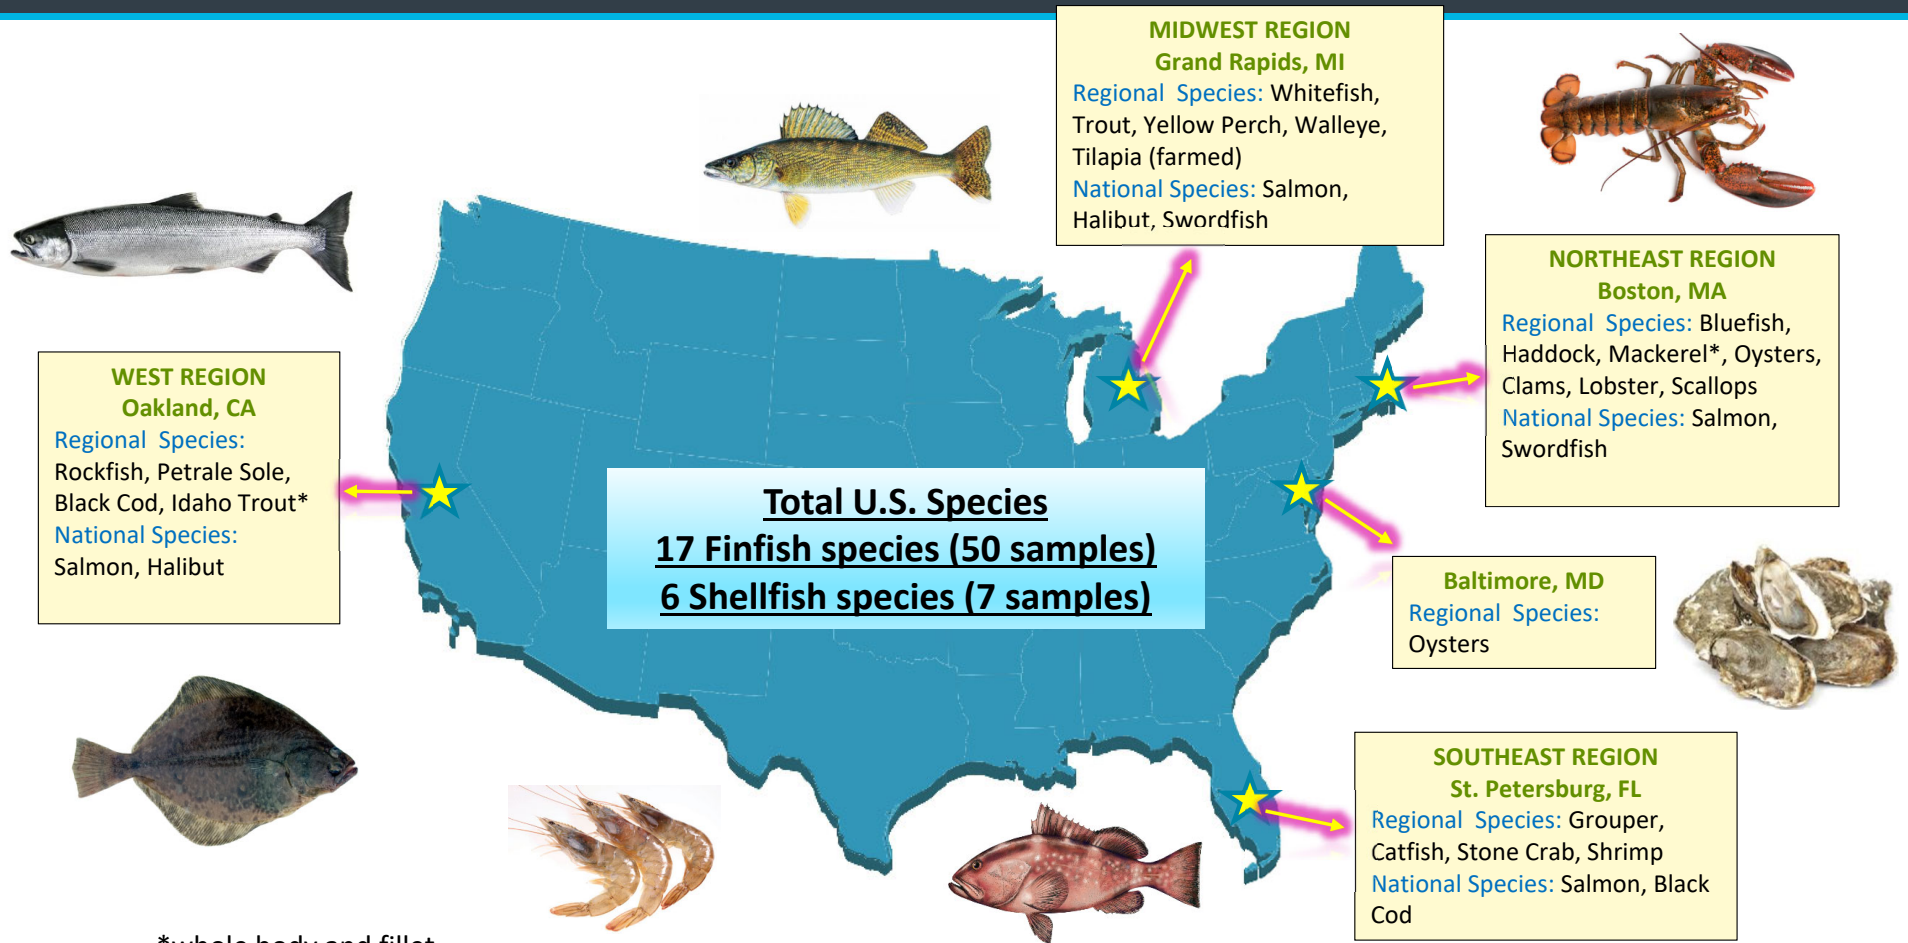 MIDWEST REGION
Grand Rapids, MI
Regional Species: Whitefish,
Trout, Yellow Perch, Walleye,
Tilapia (farmed)
National Species: Salmon,
Halibut, Swordfish
NORTHEAST REGION
Boston, MA
Regional Species: Bluefish,
Haddock, Mackerel*, Oysters,
Clams, Lobster, Scallops
National Species: Salmon,
Swordfish
WEST REGION
Oakland, CA
Regional Species:
Rockfish, Petrale Sole,
Black Cod, Idaho Trout*
National Species:
Salmon, Halibut
Total U.S. Species
17 Finfish species (50 samples)
6 Shellfish species (7 samples)
Baltimore, MD
Regional Species:
Oysters
SOUTHEAST REGION
St. Petersburg, FL
Regional Species: Grouper,
Catfish, Stone Crab, Shrimp
National Species: Salmon, Black
Cod
*whole body and fillet